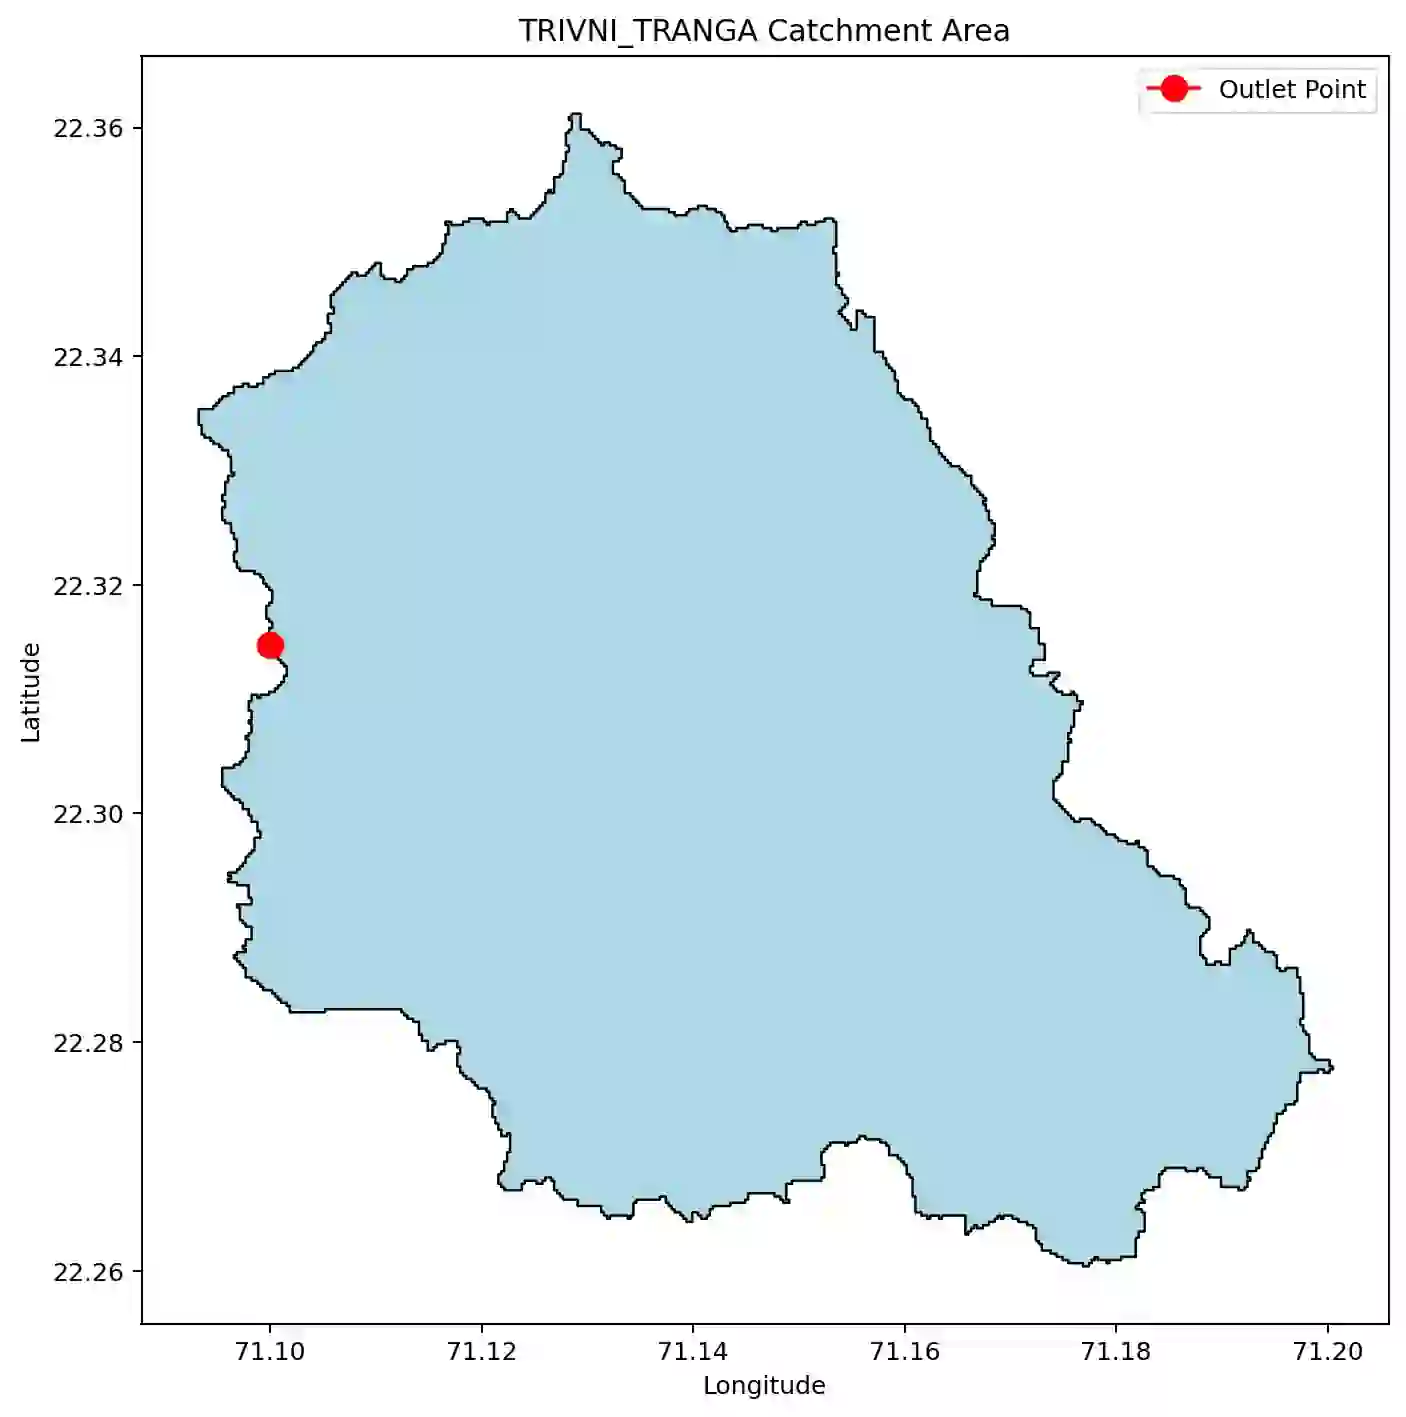 TRIVNI_TRANGA Catchment Area
Outlet Point
22.36
22.34
22.32
22.30
22.28
22.26
Latitude
71.10 71.12 71.14 71.16 71.18 71.20
Longitude